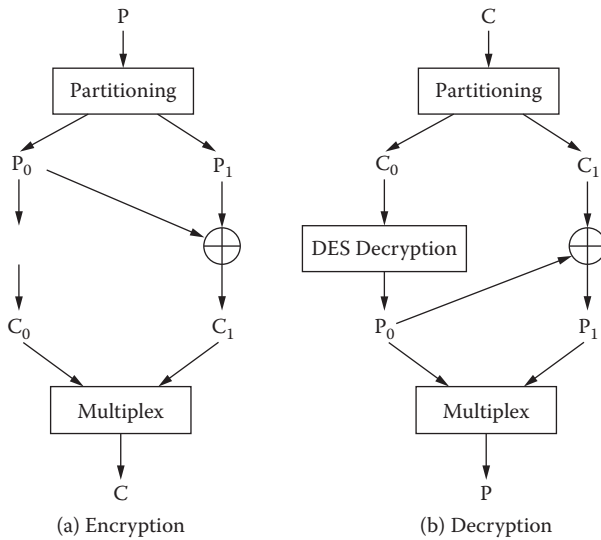 P
Partitioning
P0
P1
C0
C1
Multiplex
C
(a) Encryption
C
Partitioning
C0
C1
DES Decryption
P0
P1
Multiplex
P
(b) Decryption